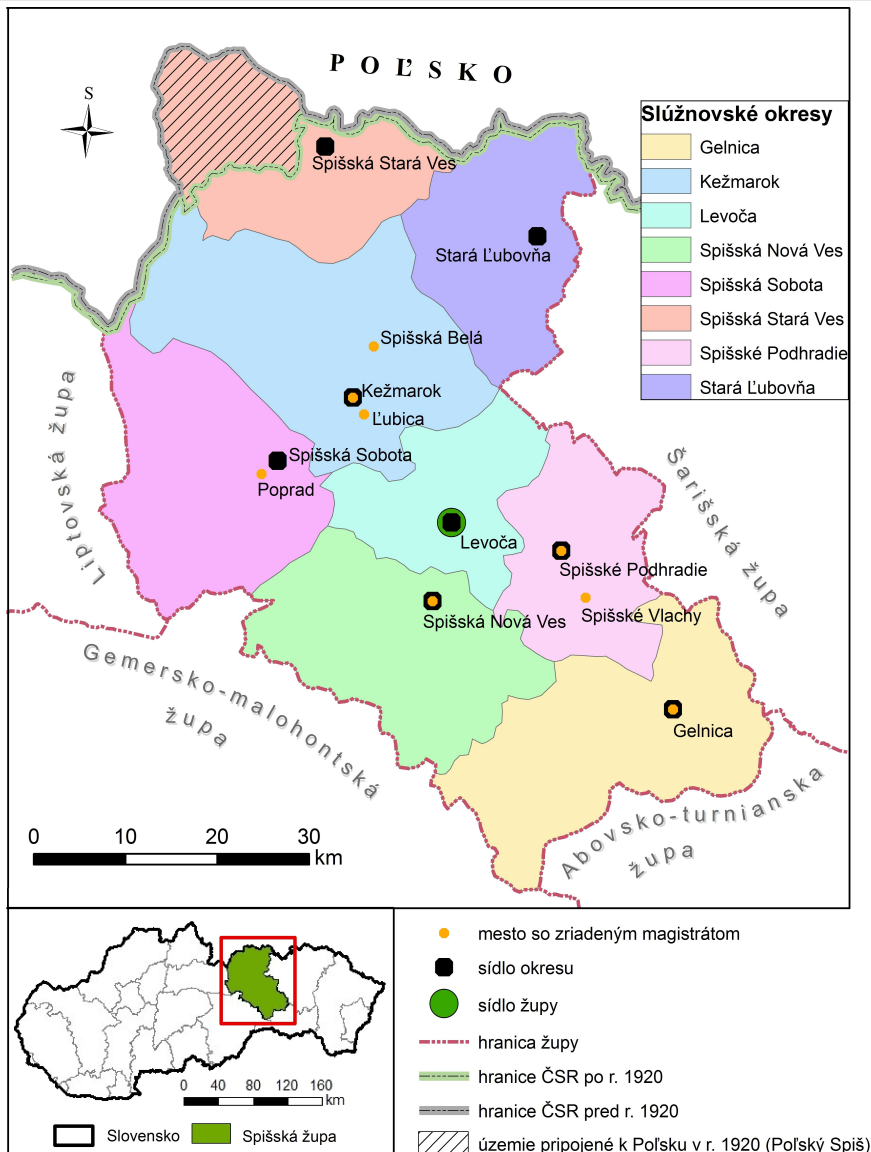 POĽSKO
S
Slúžnovské okresy
Gelnica
Kežmarok
Levoča
Spišská Nová Ves
Spišská Sobota
Spišská Stará Ves
Spišské Podhradie
Stará Ľubovňa
Spišská Stará Ves
Stará Ľubovňa
Spišská Belá
Kežmarok
Ľubica
Spišská Sobota
Poprad
Levoča
Spišské Podhradie
Spišské Vlachy
Spišská Nová Ves
Gelnica
Liptovská župa
Šarišská župa
Gemersko-malohontská
župa
Abovsko-turnianska
župa
0 10 20 30
km
0 40 80 120 160
km
Slovensko
Spišská župa
mesto so zriadeným magistrátom
sídlo okresu
sídlo župy
hranica župy
hranice ČSR po r. 1920
hranice ČSR pred r. 1920
územie pripojené k Poľsku v r. 1920 (Poľský Spiš)